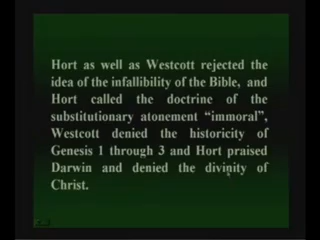 Hort as well as Westcott rejected the
idea of the infallibility of the Bible, and
Hort called the doctrine of the
substitutionary atonement “immoral”,
Westcott denied the historicity of
Genesis 1 through 3 and Hort praised
Darwin and denied the divinity of
Christ.